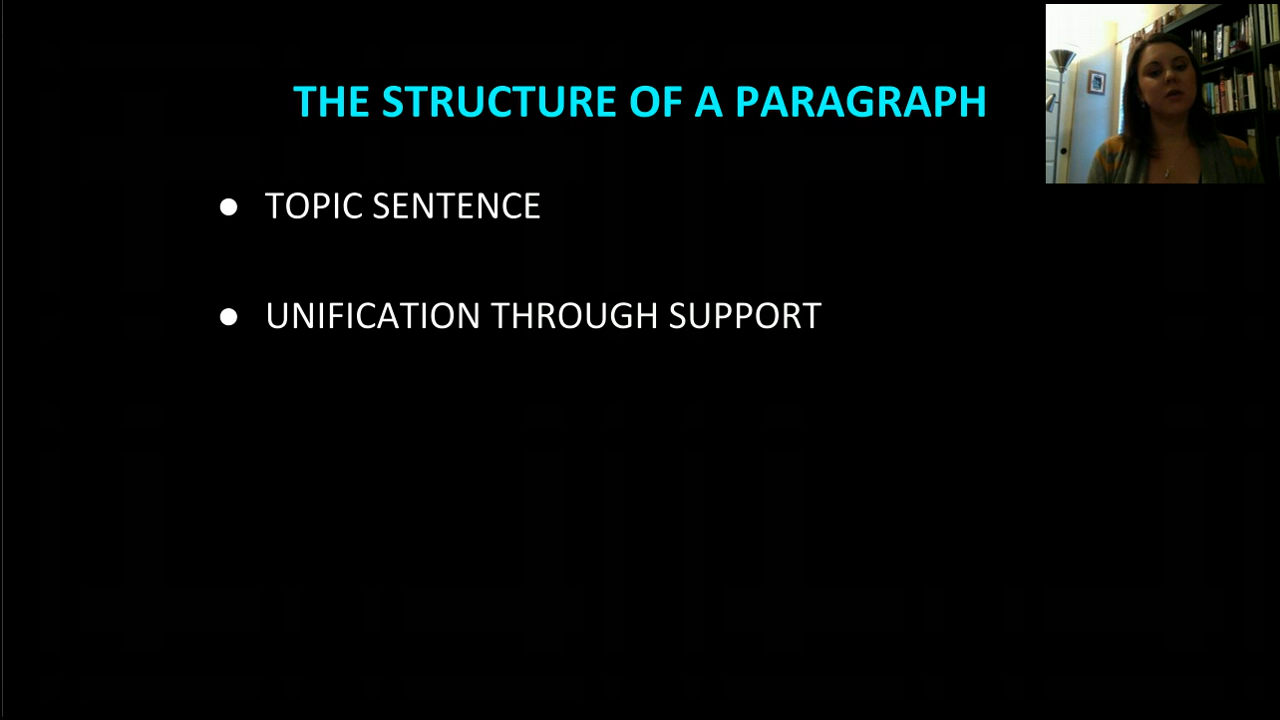 THE STRUCTURE OF A PARAGRAPH
● TOPIC SENTENCE
● UNIFICATION THROUGH SUPPORT